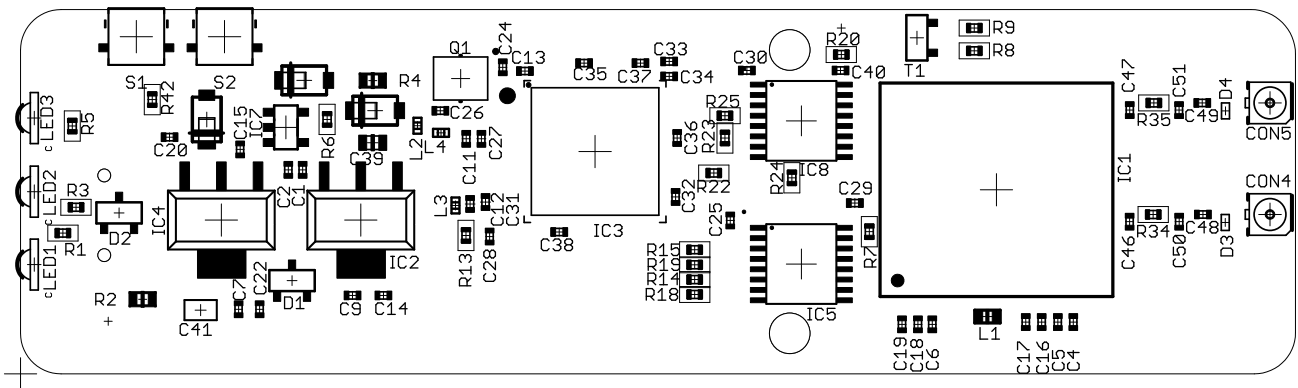 S1
S2
R42
LED3
c
R5
C20
C15
IC7
R6
R4
C39
L2
L4
Q1
C24
C13
C26
C11
C27
C35
C37
C33
C34
C36
C30
R25
R23
R22
R24
R20
C40
IC8
T1
R9
R8
IC1
C47
R35
C51
C49
D4
CON5
LED2
c
R3
R1
D2
IC4
C2
C1
IC2
L3
C12
C31
R13
C28
C38
IC3
C32
C25
C29
R7
C46
R34
C50
C48
D3
CON4
LED1
c
R2
C41
C7
C22
D1
C9
C14
R15
R19
R14
R18
IC5
C19
C18
C6
L1
C17
C16
C5
C4